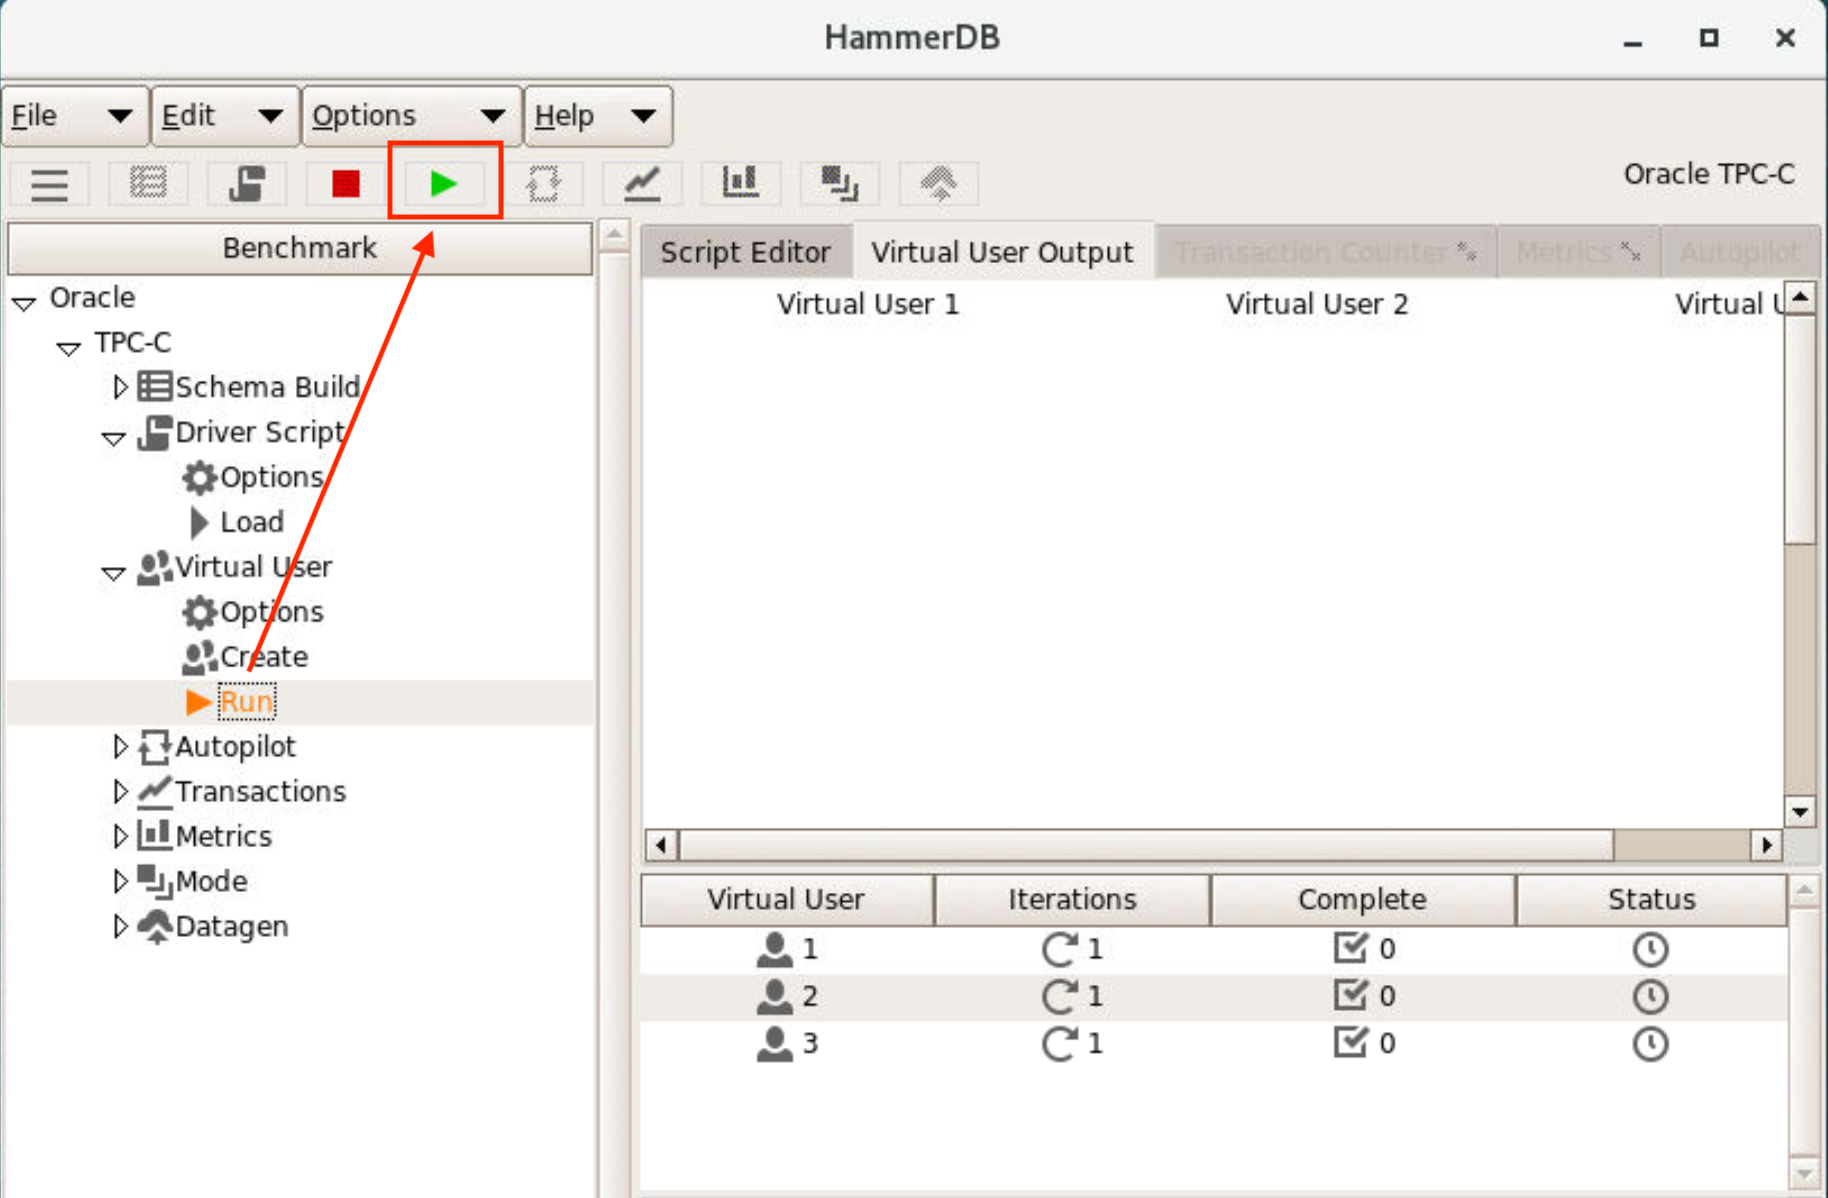 HammerDB
File Edit Options Help
Oracle TPC-C
Benchmark
Oracle
TPC-C
Schema Build
Driver Script
Options
Load
Virtual User
Options
Create
Run
Autopilot
Transactions
Metrics
Mode
Datagen
Script Editor Virtual User Output Transaction Counter Metrics Autopilot
Virtual User 1 Virtual User 2 Virtual U
Virtual User Iterations Complete Status
1 1 0
2 1 0
3 1 0